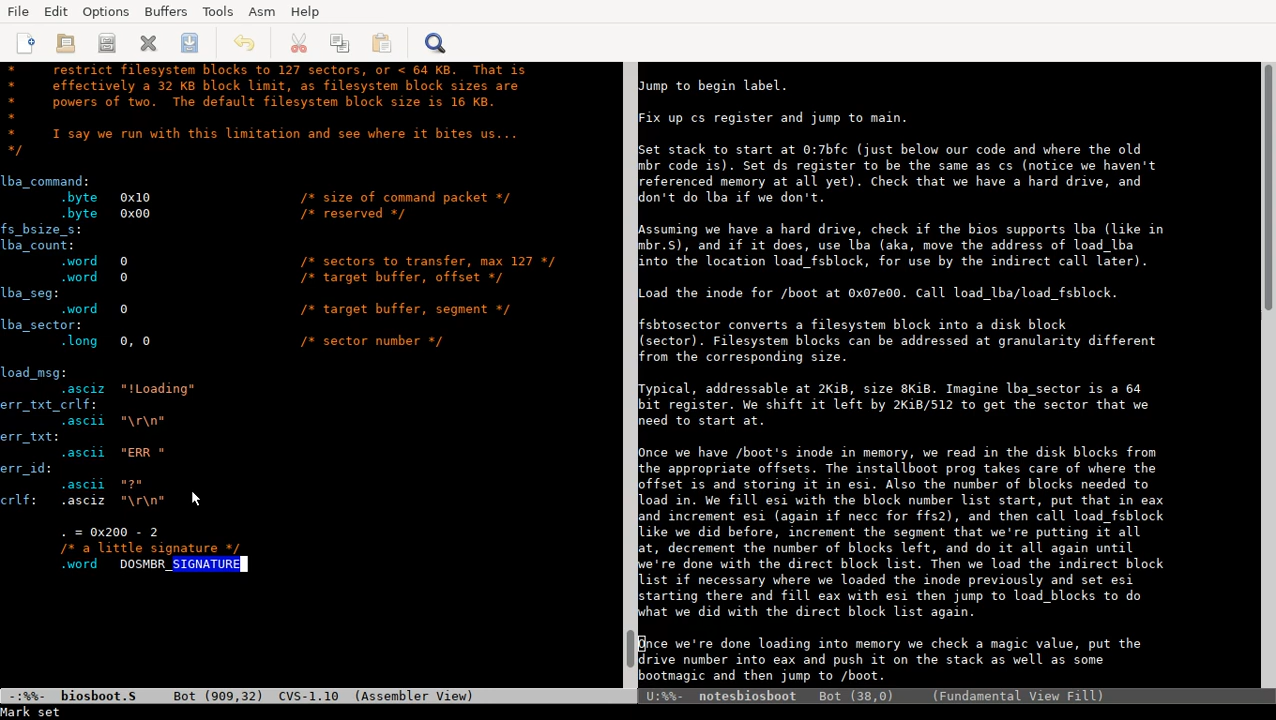 File Edit Options Buffers Tools Asm Help
*     restrict filesystem blocks to 127 sectors, or < 64 KB.  That is
*     effectively a 32 KB block limit, as filesystem block sizes are
*     powers of two.  The default filesystem block size is 16 KB.
*
*     I say we run with this limitation and see where it bites us...
*/
lba_command:
.byte   0x10                        /* size of command packet */
.byte   0x00                        /* reserved */
fs_bsize_s:
lba_count:
.word   0                       /* sectors to transfer, max 127 */
.word   0                       /* target buffer, offset */
lba_seg:
.word   0                       /* target buffer, segment */
lba_sector:
.long   0, 0                    /* sector number */
load_msg:
.asciz  "!Loading"
err_txt_crlf:
.ascii  "\r\n"
err_txt:
.ascii  "ERR "
err_id:
.ascii  "?"
crlf:   .asciz  "\r\n"
. = 0x200 - 2
/* a little signature */
.word   DOSMBR_SIGNATURE
-:%%-  biosboot.S     Bot (909,32)  CVS-1.10  (Assembler View)
Jump to begin label.
Fix up cs register and jump to main.
Set stack to start at 0:7bfc (just below our code and where the old
mbr code is). Set ds register to be the same as cs (notice we haven't
referenced memory at all yet). Check that we have a hard drive, and
don't do lba if we don't.
Assuming we have a hard drive, check if the bios supports lba (like in
mbr.S), and if it does, use lba (aka, move the address of load_lba
into the location load_fsblock, for use by the indirect call later).
Load the inode for /boot at 0x07e00. Call load_lba/load_fsblock.
fsbtosector converts a filesystem block into a disk block
(sector). Filesystem blocks can be addressed at granularity different
from the corresponding size.
Typical, addressable at 2KiB, size 8KiB. Imagine lba_sector is a 64
bit register. We shift it left by 2KiB/512 to get the sector that we
need to start at.
Once we have /boot's inode in memory, we read in the disk blocks from
the appropriate offsets. The installboot prog takes care of where the
offset is and storing it in esi. Also the number of blocks needed to
load in. We fill esi with the block number list start, put that in eax
and increment esi (again if necc for ffs2), and then call load_fsblock
like we did before, increment the segment that we're putting it all
at, decrement the number of blocks left, and do it all again until
we're done with the direct block list. Then we load the indirect block
list if necessary where we loaded the inode previously and set esi
starting there and fill eax with esi then jump to load_blocks to do
what we did with the direct block list again.
Once we're done loading into memory we check a magic value, put the
drive number into eax and push it on the stack as well as some
bootmagic and then jump to /boot.
U:%%-  notesbiosboot   Bot (38,0)     (Fundamental View Fill)
Mark set